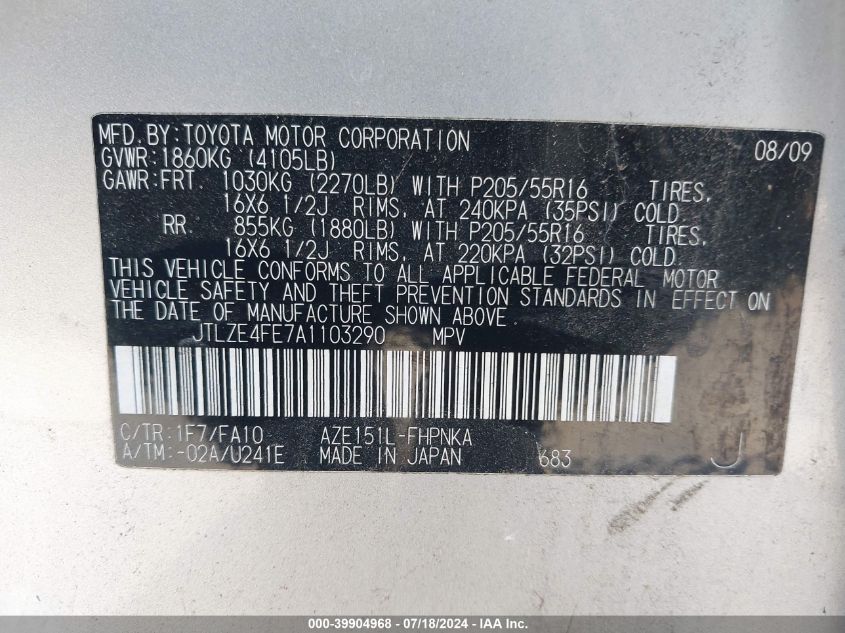 MFD.BY:TOYOTA MOTOR CORPORATION 08/09
GVWR:1860KG (4105LB)
GAWR:FRT. 1030KG (2270LB) WITH P205/55R16 TIRES,
16X6 1/2J RIMS, AT 240KPA (35PSI) COLD
RR. 855KG (1880LB) WITH P205/55R16 TIRES,
16X6 1/2J RIMS, AT 220KPA (32PSI) COLD
THIS VEHICLE CONFORMS TO ALL APPLICABLE FEDERAL MOTOR
VEHICLE SAFETY AND THEFT PREVENTION STANDARDS IN EFFECT ON
THE DATE OF MANUFACTURE SHOWN ABOVE.
JTLZE4FE7A1103290 MPV
C/TR:1F7/FA10 AZE151L-FHPNKA
A/TM:-02A/U241E MADE IN JAPAN 683 J
000-39904968 - 07/18/2024 - IAA Inc.